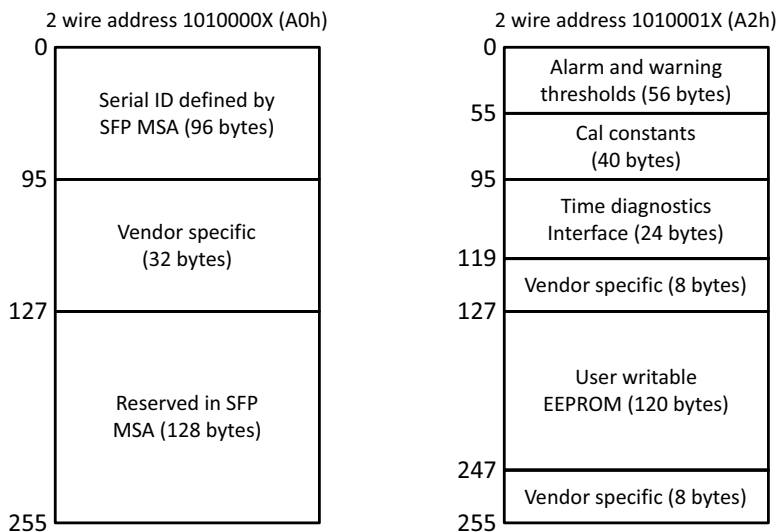 2 wire address 1010000X (A0h)
0
Serial ID defined by
SFP MSA (96 bytes)
95
Vendor specific
(32 bytes)
127
Reserved in SFP
MSA (128 bytes)
255
2 wire address 1010001X (A2h)
0
Alarm and warning
thresholds (56 bytes)
55
Cal constants
(40 bytes)
95
Time diagnostics
Interface (24 bytes)
119
Vendor specific (8 bytes)
127
User writable
EEPROM (120 bytes)
247
Vendor specific (8 bytes)
255